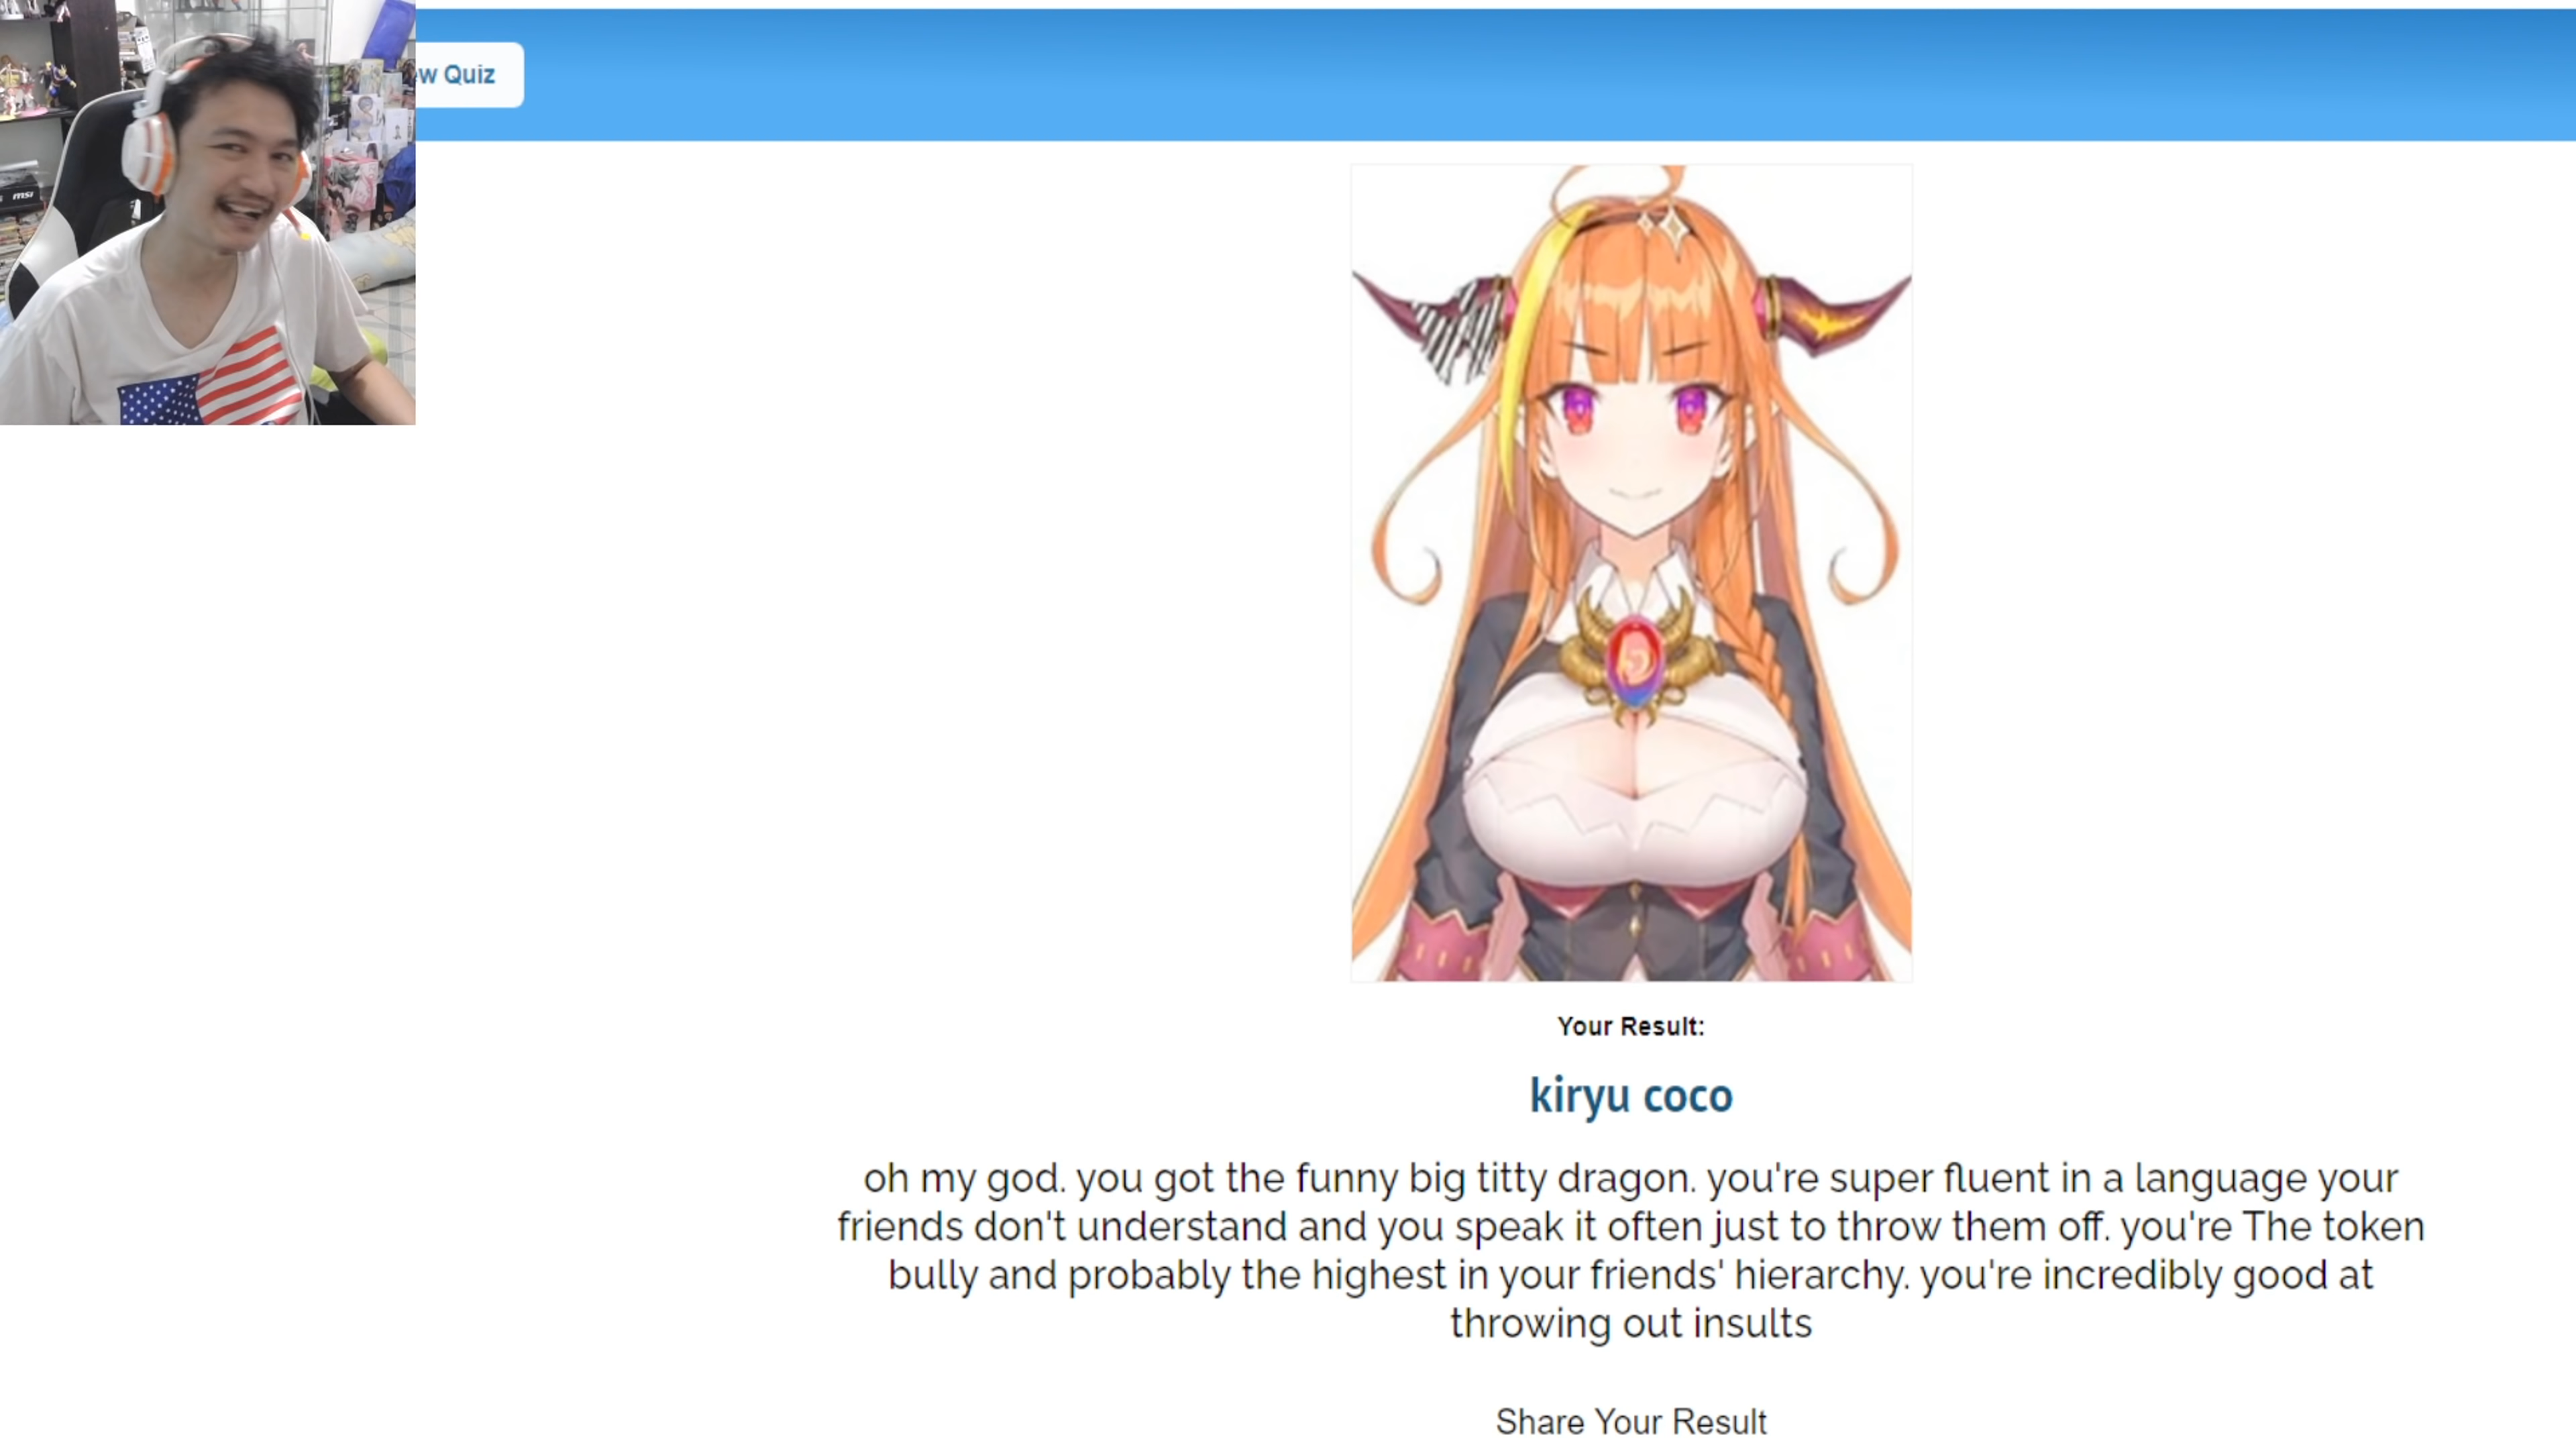 w Quiz
msi
Your Result:
kiryu coco
oh my god. you got the funny big titty dragon. you're super fluent in a language your
friends don't understand and you speak it often just to throw them off. you're The token
bully and probably the highest in your friends' hierarchy. you're incredibly good at
throwing out insults
Share Your Result